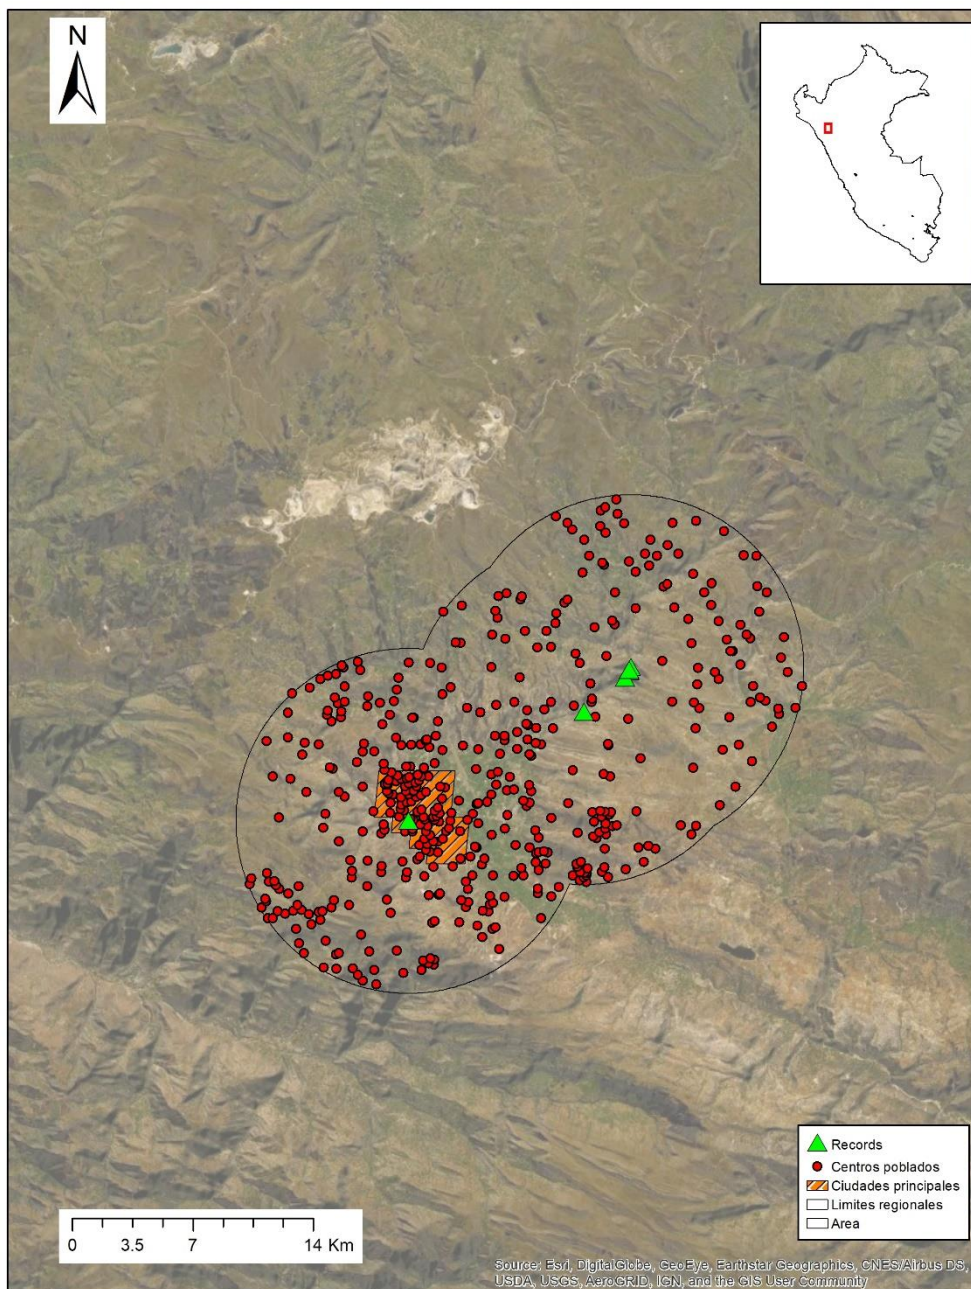 N
Records
Centros poblados
Ciudades principales
Limites regionales
Area
0 3.5 7 14 Km
Source: Esri, DigitalGlobe, GeoEye, Earthstar Geographics, CNES/Airbus DS,
USDA, USGS, AeroGRID, IGN, and the GIS User Community